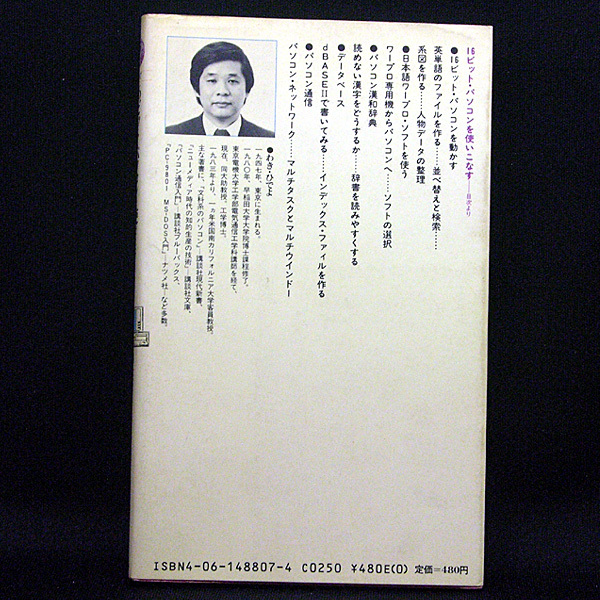 16ビット・パソコンを使いこなす——目次より
●16ビット・パソコンを動かす
英単語のファイルを作る……並べ替えと検索……
系図を作る……人物データの整理
●日本語ワープロ・ソフトを使う
ワープロ専用機からパソコンへ……ソフトの選択
●パソコン漢和辞典
読めない漢字をどうするか……辞書を読みやすくする
●データベース
dBASEⅡで書いてみる……インデックス・ファイルを作る
●パソコン通信
パソコン・ネットワーク……マルチタスクとマルチウインドー
●わき・ひでよ
一九四七年、東京に生まれる。
一九八〇年、早稲田大学大学院博士課程修了。
東京電機大学工学部電気通信工学科講師を経て、
現在、同大助教授。工学博士。
一九八三年より、一ヵ年米国南カリフォルニア大学客員教授。
主な著書に、『文科系のパソコン』—講談社現代新書、
『ニューメディア時代の知的生産の技術』—講談社文庫、
『パソコン通信入門』—講談社ブルーバックス、
『PC-9801 MS-DOS入門』—ナツメ社—など多数。
ISBN4-06-148807-4 C0250 ¥480E(0) 定価=480円